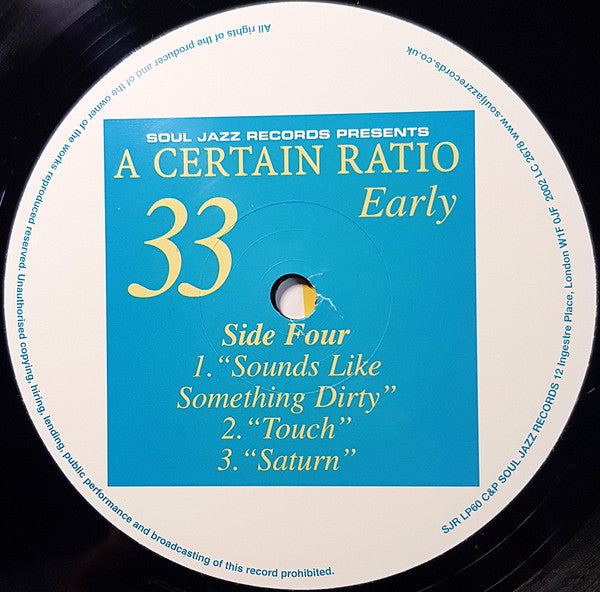 SOUL JAZZ RECORDS PRESENTS
A CERTAIN RATIO
Early
33
Side Four
1.“Sounds Like
Something Dirty”
2.“Touch”
3.“Saturn”
All rights of the producer and of the owner of the works reproduced reserved. Unauthorised copying, hiring, lending, public performance and broadcasting of this record prohibited.
SJR LP60 C&P SOUL JAZZ RECORDS 12 Ingestre Place, London W1F 0JF 2002 LC 2678 www.souljazzrecords.co.uk